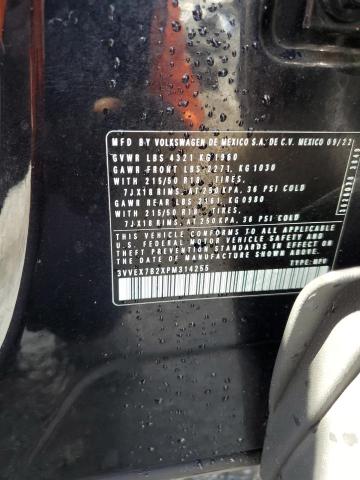 MFD BY VOLKSWAGEN DE MEXICO S.A. DE C.V. MEXICO 09/22
GVWR LBS 4321 KG 1960
GAWR FRONT LBS 2271, KG 1030
WITH 215/50 R18 TIRES,
7JX18 RIMS, AT 250 KPA, 36 PSI COLD
GAWR REAR LBS 2161 KG 0980
WITH 215/50 R18 TIRES,
7JX18 RIMS, AT 250 KPA, 36 PSI COLD
THIS VEHICLE CONFORMS TO ALL APPLICABLE
U.S. FEDERAL MOTOR VEHICLE SAFETY
STANDARDS IN EFFECT ON THE DATE OF
MANUFACTURE SHOWN ABOVE
3VVEX7B2XPM314255
TYPE: MPV